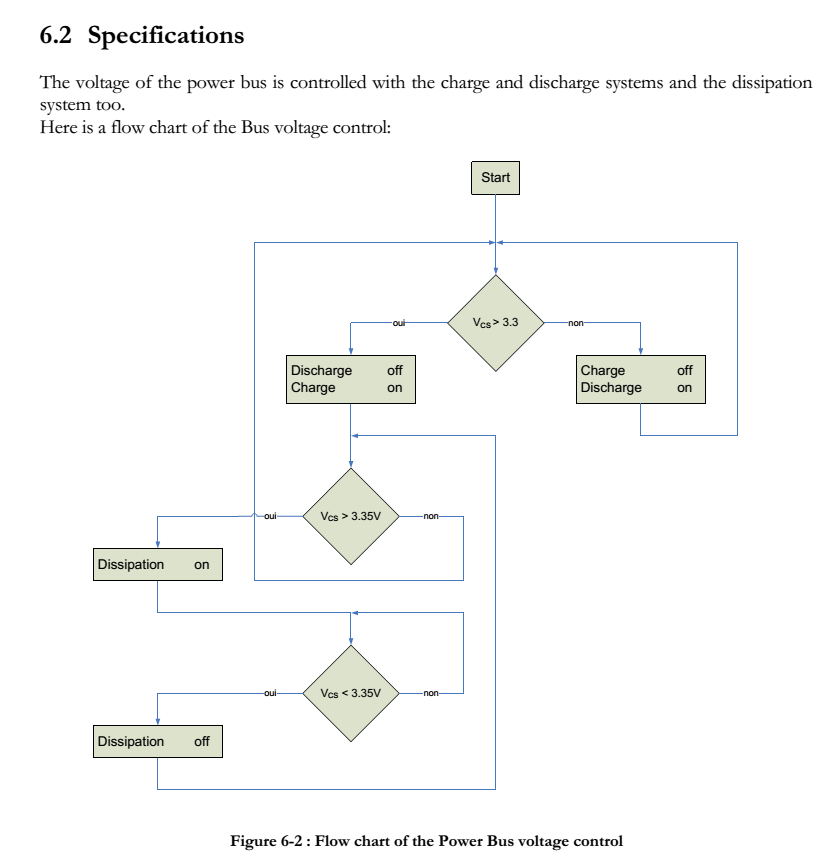 6.2 Specifications
The voltage of the power bus is controlled with the charge and discharge systems and the dissipation
system too.
Here is a flow chart of the Bus voltage control:
Start
Vcs > 3.3
oui
non
Discharge off
Charge on
Charge off
Discharge on
Vcs > 3.35V
oui
non
Dissipation on
Vcs < 3.35V
oui
non
Dissipation off
Figure 6-2 : Flow chart of the Power Bus voltage control